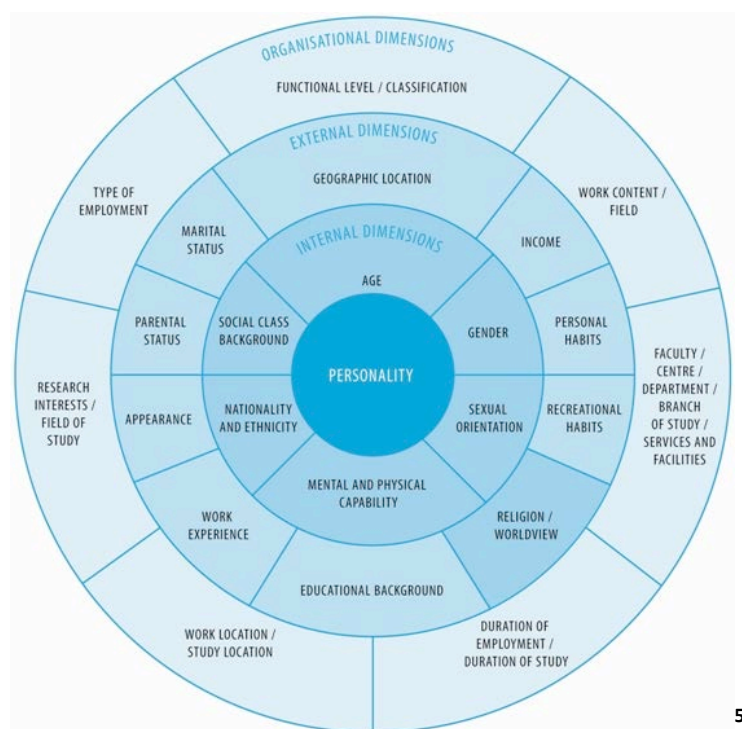 ORGANISATIONAL DIMENSIONS
FUNCTIONAL LEVEL / CLASSIFICATION
EXTERNAL DIMENSIONS
GEOGRAPHIC LOCATION
TYPE OF
EMPLOYMENT
WORK CONTENT /
FIELD
MARITAL
STATUS
INCOME
INTERNAL DIMENSIONS
AGE
PARENTAL
STATUS
SOCIAL CLASS
BACKGROUND
GENDER
PERSONAL
HABITS
FACULTY /
CENTRE /
DEPARTMENT /
BRANCH
OF STUDY /
SERVICES AND
FACILITIES
PERSONALITY
RESEARCH
INTERESTS /
FIELD OF
STUDY
APPEARANCE
NATIONALITY
AND ETHNICITY
SEXUAL
ORIENTATION
RECREATIONAL
HABITS
MENTAL AND PHYSICAL
CAPABILITY
WORK
EXPERIENCE
RELIGION /
WORLDVIEW
EDUCATIONAL BACKGROUND
WORK LOCATION /
STUDY LOCATION
DURATION OF
EMPLOYMENT /
DURATION OF STUDY
5